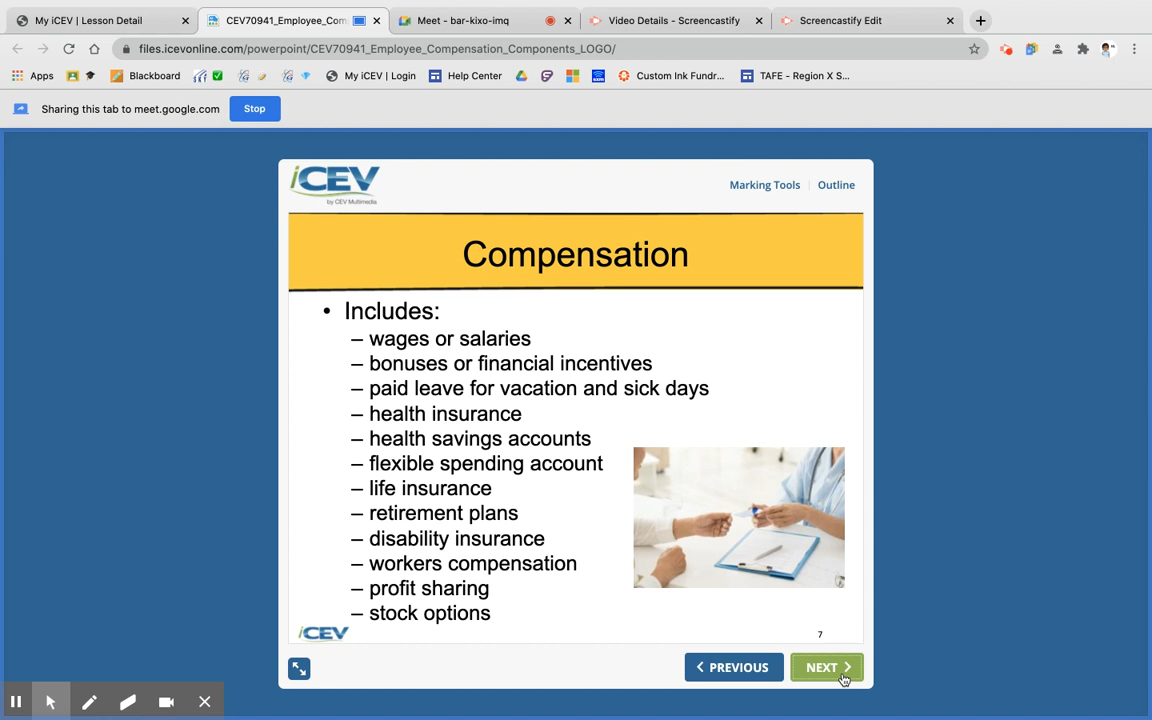 My iCEV | Lesson Detail
CEV70941_Employee_Com
Meet - bar-kixo-imq
Video Details - Screencastify
Screencastify Edit
files.icevonline.com/powerpoint/CEV70941_Employee_Compensation_Components_LOGO/
Apps
Blackboard
My iCEV | Login
Help Center
Custom Ink Fundr...
TAFE - Region X S...
Sharing this tab to meet.google.com
Stop
iCEV
by CEV Multimedia
Marking Tools
Outline
Compensation
• Includes:
– wages or salaries
– bonuses or financial incentives
– paid leave for vacation and sick days
– health insurance
– health savings accounts
– flexible spending account
– life insurance
– retirement plans
– disability insurance
– workers compensation
– profit sharing
– stock options
iCEV
7
PREVIOUS
NEXT